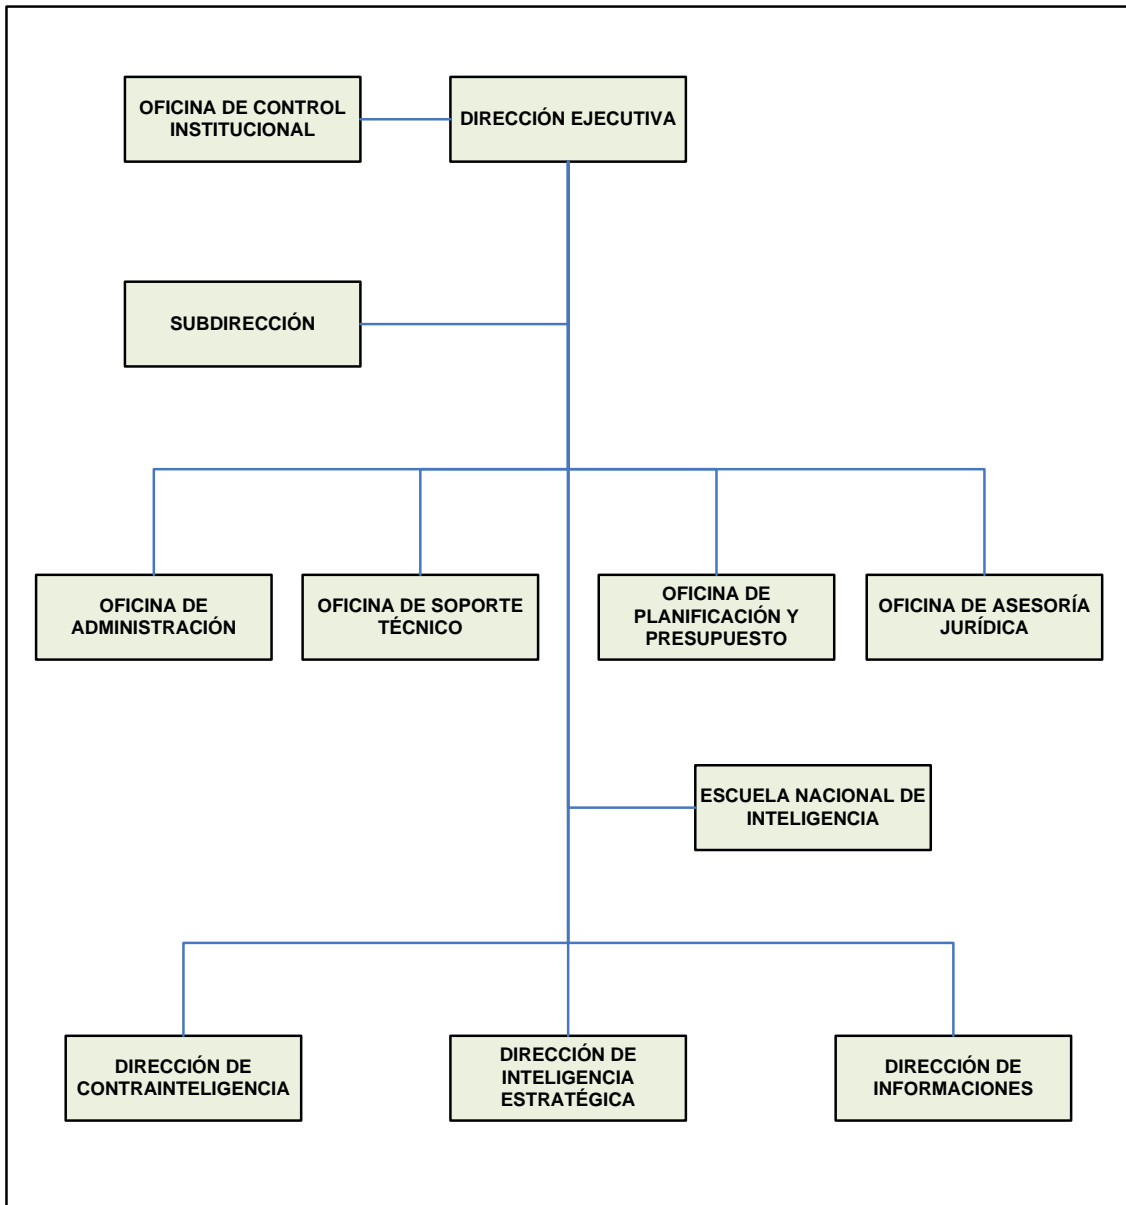 OFICINA DE CONTROL
INSTITUCIONAL
DIRECCIÓN EJECUTIVA
SUBDIRECCIÓN
OFICINA DE
ADMINISTRACIÓN
OFICINA DE SOPORTE
TÉCNICO
OFICINA DE
PLANIFICACIÓN Y
PRESUPUESTO
OFICINA DE ASESORÍA
JURÍDICA
ESCUELA NACIONAL DE
INTELIGENCIA
DIRECCIÓN DE
CONTRAINTELIGENCIA
DIRECCIÓN DE
INTELIGENCIA
ESTRATÉGICA
DIRECCIÓN DE
INFORMACIONES